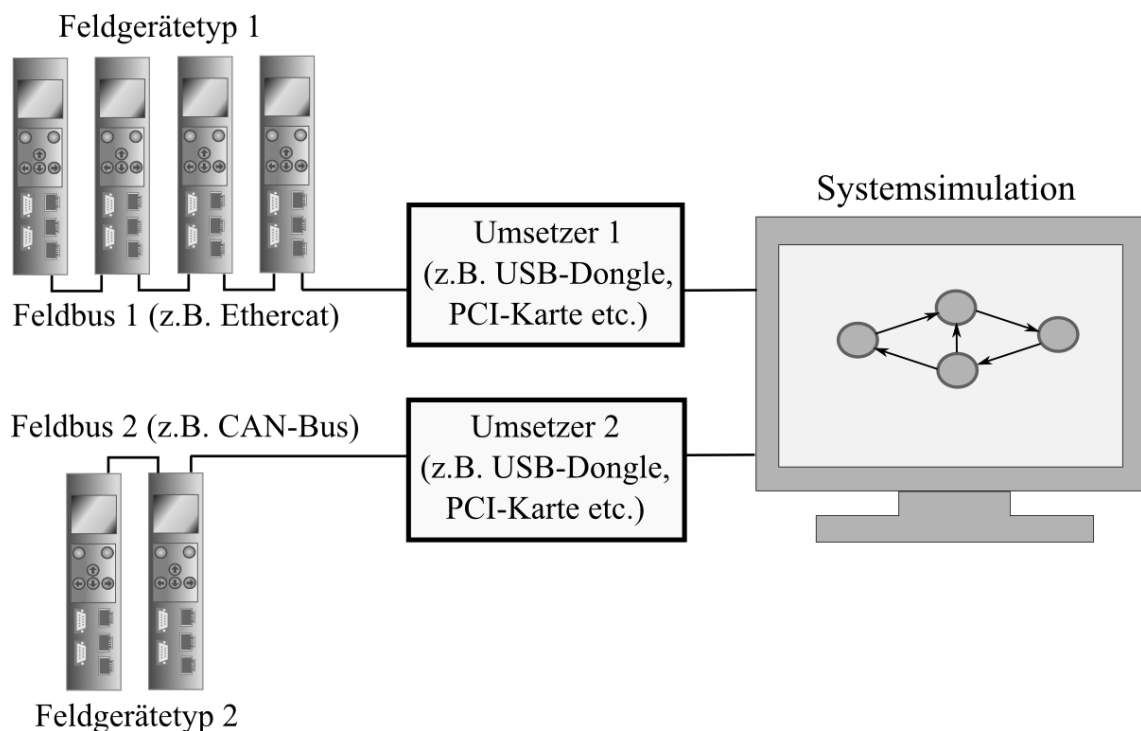 Feldgerätetyp 1
Systemsimulation
Umsetzer 1
(z.B. USB-Dongle,
PCI-Karte etc.)
Feldbus 1 (z.B. Ethercat)
Feldbus 2 (z.B. CAN-Bus)
Umsetzer 2
(z.B. USB-Dongle,
PCI-Karte etc.)
Feldgerätetyp 2